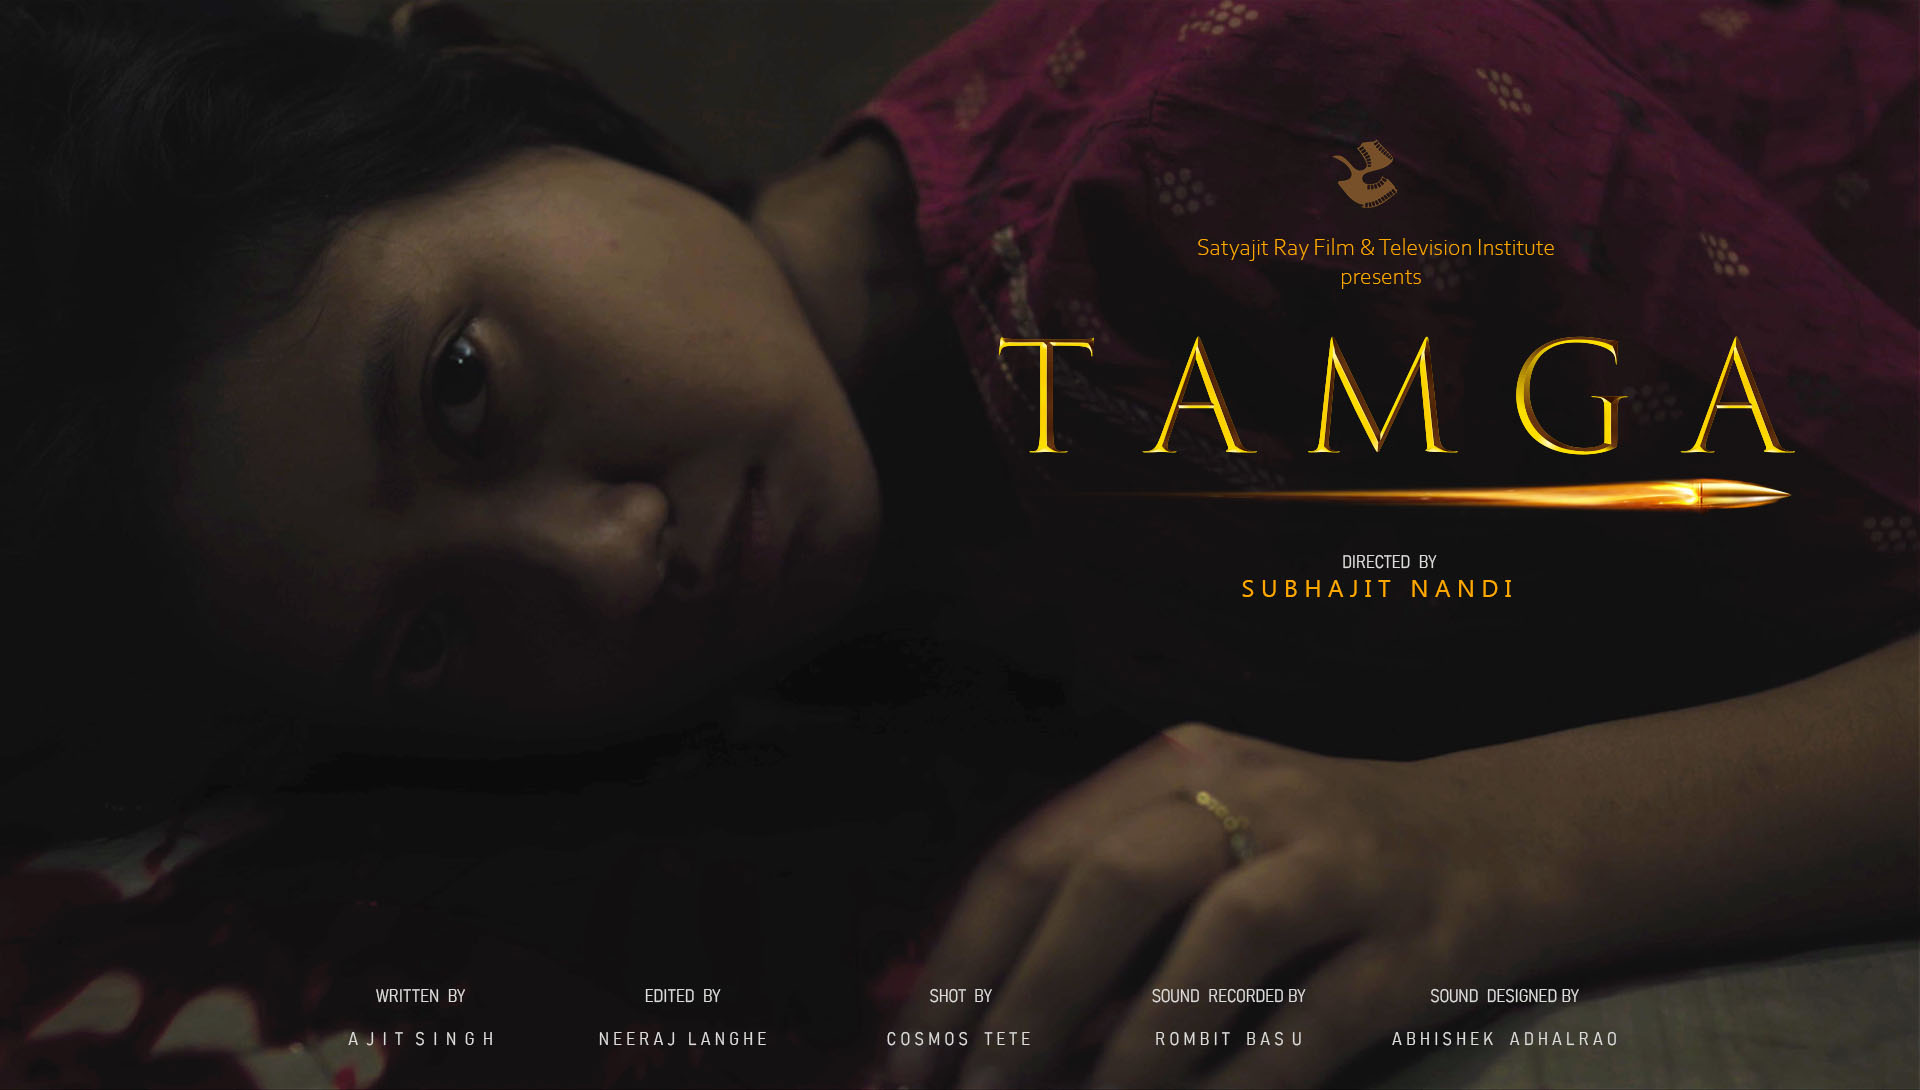 Satyajit Ray Film & Television Institute
presents
TAMGA
DIRECTED BY
SUBHAJIT NANDI
WRITTEN BY
AJIT SINGH
EDITED BY
NEERAJ LANGHE
SHOT BY
COSMOS TETE
SOUND RECORDED BY
ROMBIT BASU
SOUND DESIGNED BY
ABHISHEK ADHALRAO